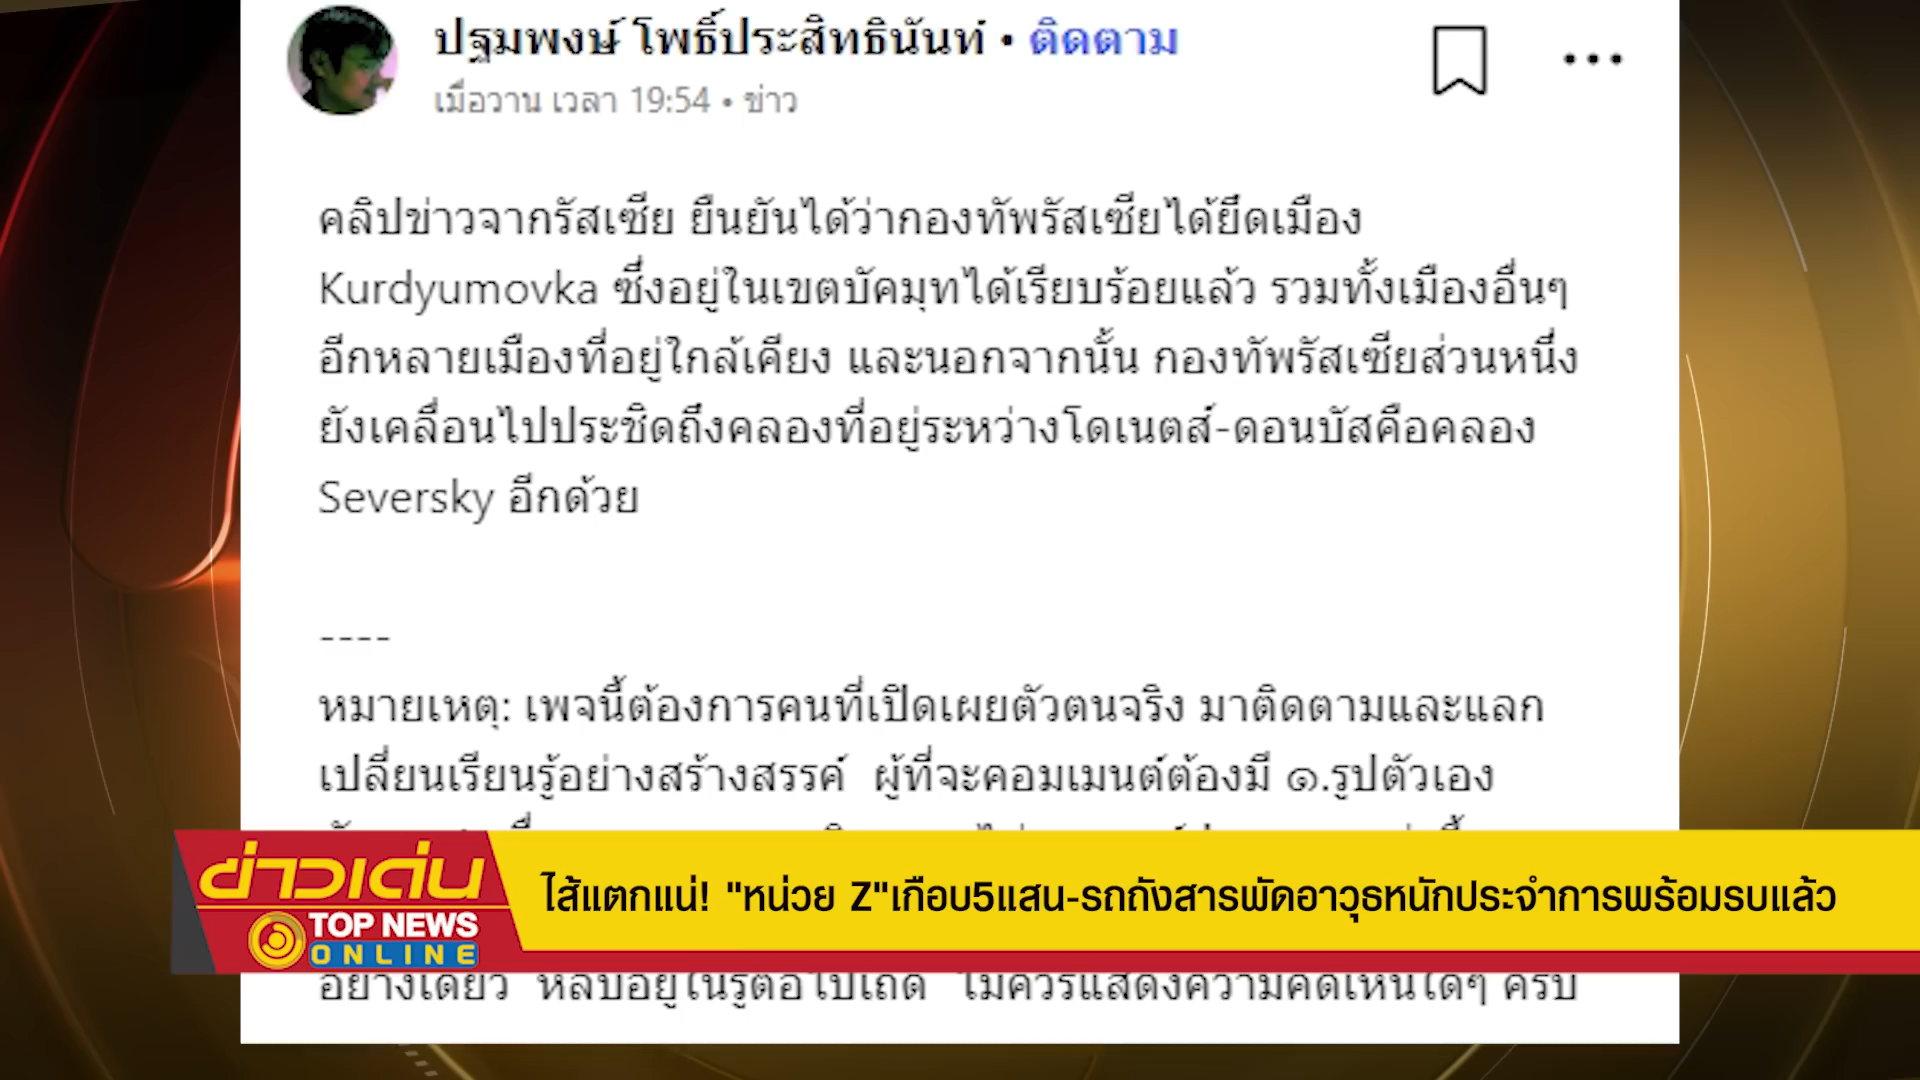 ปฐมพงษ์ โพธิ์ประสิทธินันท์ • ติดตาม
เมื่อวาน เวลา 19:54 • ข่าว
คลิปข่าวจากรัสเซีย ยืนยันได้ว่ากองทัพรัสเซียได้ยึดเมือง
Kurdyumovka ซึ่งอยู่ในเขตบัคมุทได้เรียบร้อยแล้ว รวมทั้งเมืองอื่นๆ
อีกหลายเมืองที่อยู่ใกล้เคียง และนอกจากนั้น กองทัพรัสเซียส่วนหนึ่ง
ยังเคลื่อนไปประชิดถึงคลองที่อยู่ระหว่างโดเนตส์-ดอนบัสคือคลอง
Seversky อีกด้วย
----
หมายเหตุ: เพจนี้ต้องการคนที่เปิดเผยตัวตนจริง มาติดตามและแลก
เปลี่ยนเรียนรู้อย่างสร้างสรรค์ ผู้ที่จะคอมเมนต์ต้องมี ๑.รูปตัวเอง
ข่าวเด่น
TOP NEWS
ONLINE
ไส้แตกแน่! "หน่วย Z"เกือบ5แสน-รถถังสารพัดอาวุธหนักประจำการพร้อมรบแล้ว
อย่างเดียว หลบอยู่ในรูต่อไปเถิด ไม่ควรแสดงความคิดเห็นใดๆ ครับ